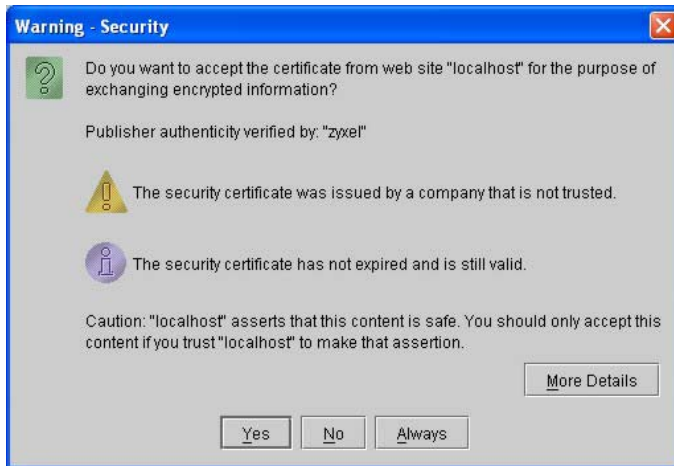 Warning - Security
Do you want to accept the certificate from web site "localhost" for the purpose of
exchanging encrypted information?
Publisher authenticity verified by: "zyxel"
The security certificate was issued by a company that is not trusted.
The security certificate has not expired and is still valid.
Caution: "localhost" asserts that this content is safe. You should only accept this
content if you trust "localhost" to make that assertion.
More Details
Yes No Always